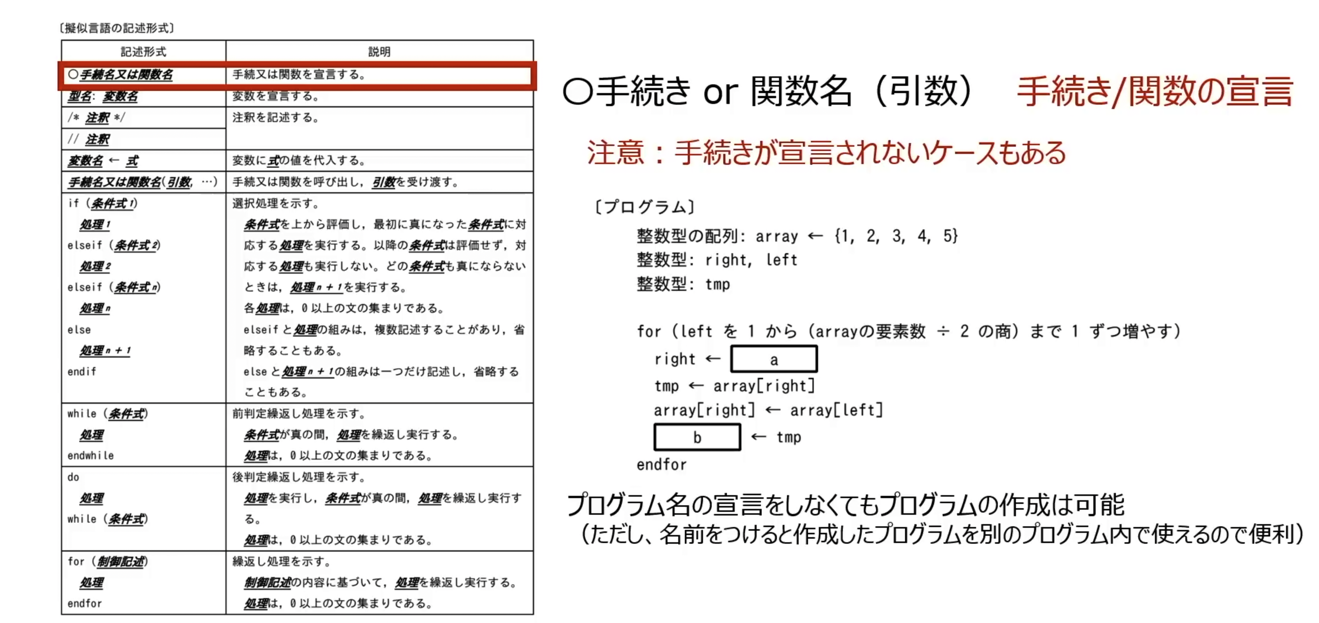 〔擬似言語の記述形式〕
記述形式 説明
〇手続名又は関数名 手続又は関数を宣言する。
型名: 変数名 変数を宣言する。
/* 注釈 */ 注釈を記述する。
// 注釈
変数名 ← 式 変数に式の値を代入する。
手続名又は関数名(引数, …) 手続又は関数を呼び出し，引数を受け渡す。
if (条件式1) 選択処理を示す。
処理1 条件式を上から評価し，最初に真になった条件式に対
elseif (条件式2) 応する処理を実行する。以降の条件式は評価せず，対
処理2 応する処理も実行しない。どの条件式も真にならない
elseif (条件式n) ときは，処理n+1を実行する。
処理n 各処理は，0以上の文の集まりである。
else elseifと処理の組みは，複数記述することがあり，省
処理n+1 略することもある。
endif elseと処理n+1の組みは一つだけ記述し，省略する
こともある。
while (条件式) 前判定繰返し処理を示す。
処理 条件式が真の間，処理を繰返し実行する。
endwhile 処理は，0以上の文の集まりである。
do 後判定繰返し処理を示す。
処理 処理を実行し，条件式が真の間，処理を繰返し実行す
while (条件式) る。
処理は，0以上の文の集まりである。
for (制御記述) 繰返し処理を示す。
処理 制御記述の内容に基づいて，処理を繰返し実行する。
endfor 処理は，0以上の文の集まりである。
〇手続き or 関数名（引数） 手続き/関数の宣言
注意：手続きが宣言されないケースもある
〔プログラム〕
整数型の配列: array ← {1, 2, 3, 4, 5}
整数型: right, left
整数型: tmp
for (left を 1 から (arrayの要素数 ÷ 2 の商) まで 1 ずつ増やす)
right ← a
tmp ← array[right]
array[right] ← array[left]
b ← tmp
endfor
プログラム名の宣言をしなくてもプログラムの作成は可能
（ただし、名前をつけると作成したプログラムを別のプログラム内で使えるので便利）